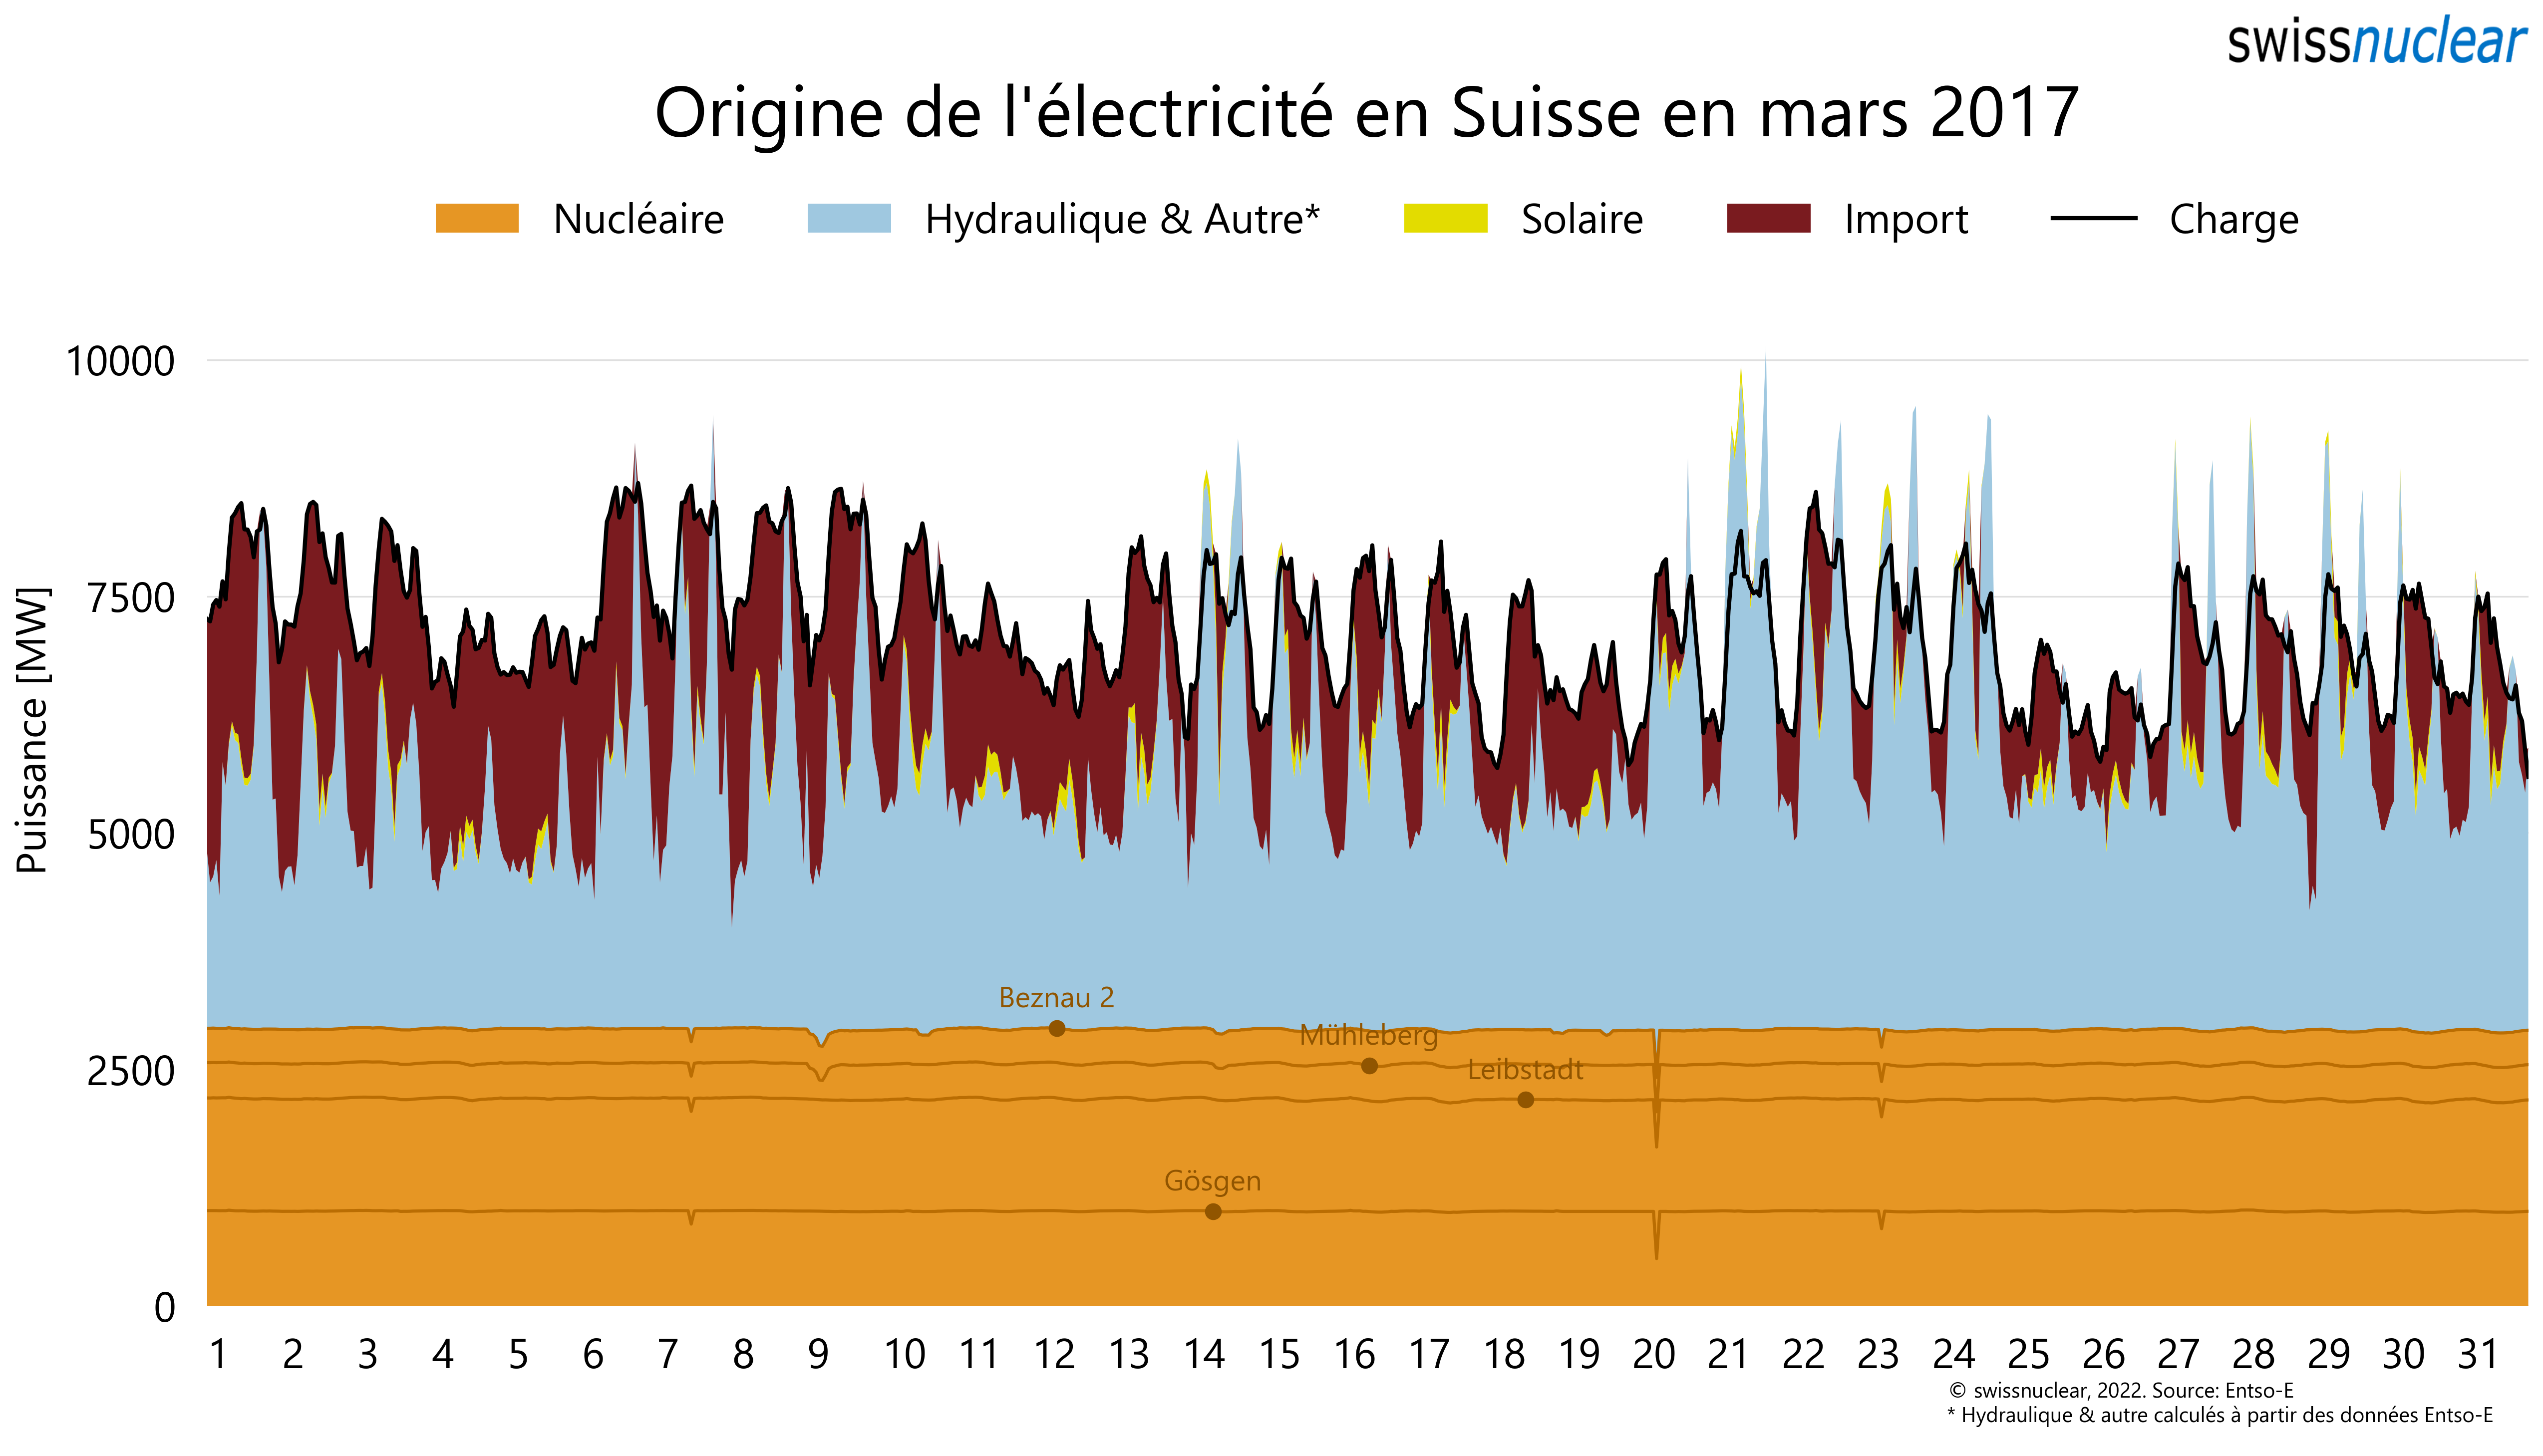 swissnuclear
Origine de l'électricité en Suisse en mars 2017
Nucléaire Hydraulique & Autre* Solaire Import Charge
Puissance [MW]
10000
7500
5000
2500
0
Beznau 2
Mühleberg
Leibstadt
Gösgen
1 2 3 4 5 6 7 8 9 10 11 12 13 14 15 16 17 18 19 20 21 22 23 24 25 26 27 28 29 30 31
© swissnuclear, 2022. Source: Entso-E
* Hydraulique & autre calculés à partir des données Entso-E